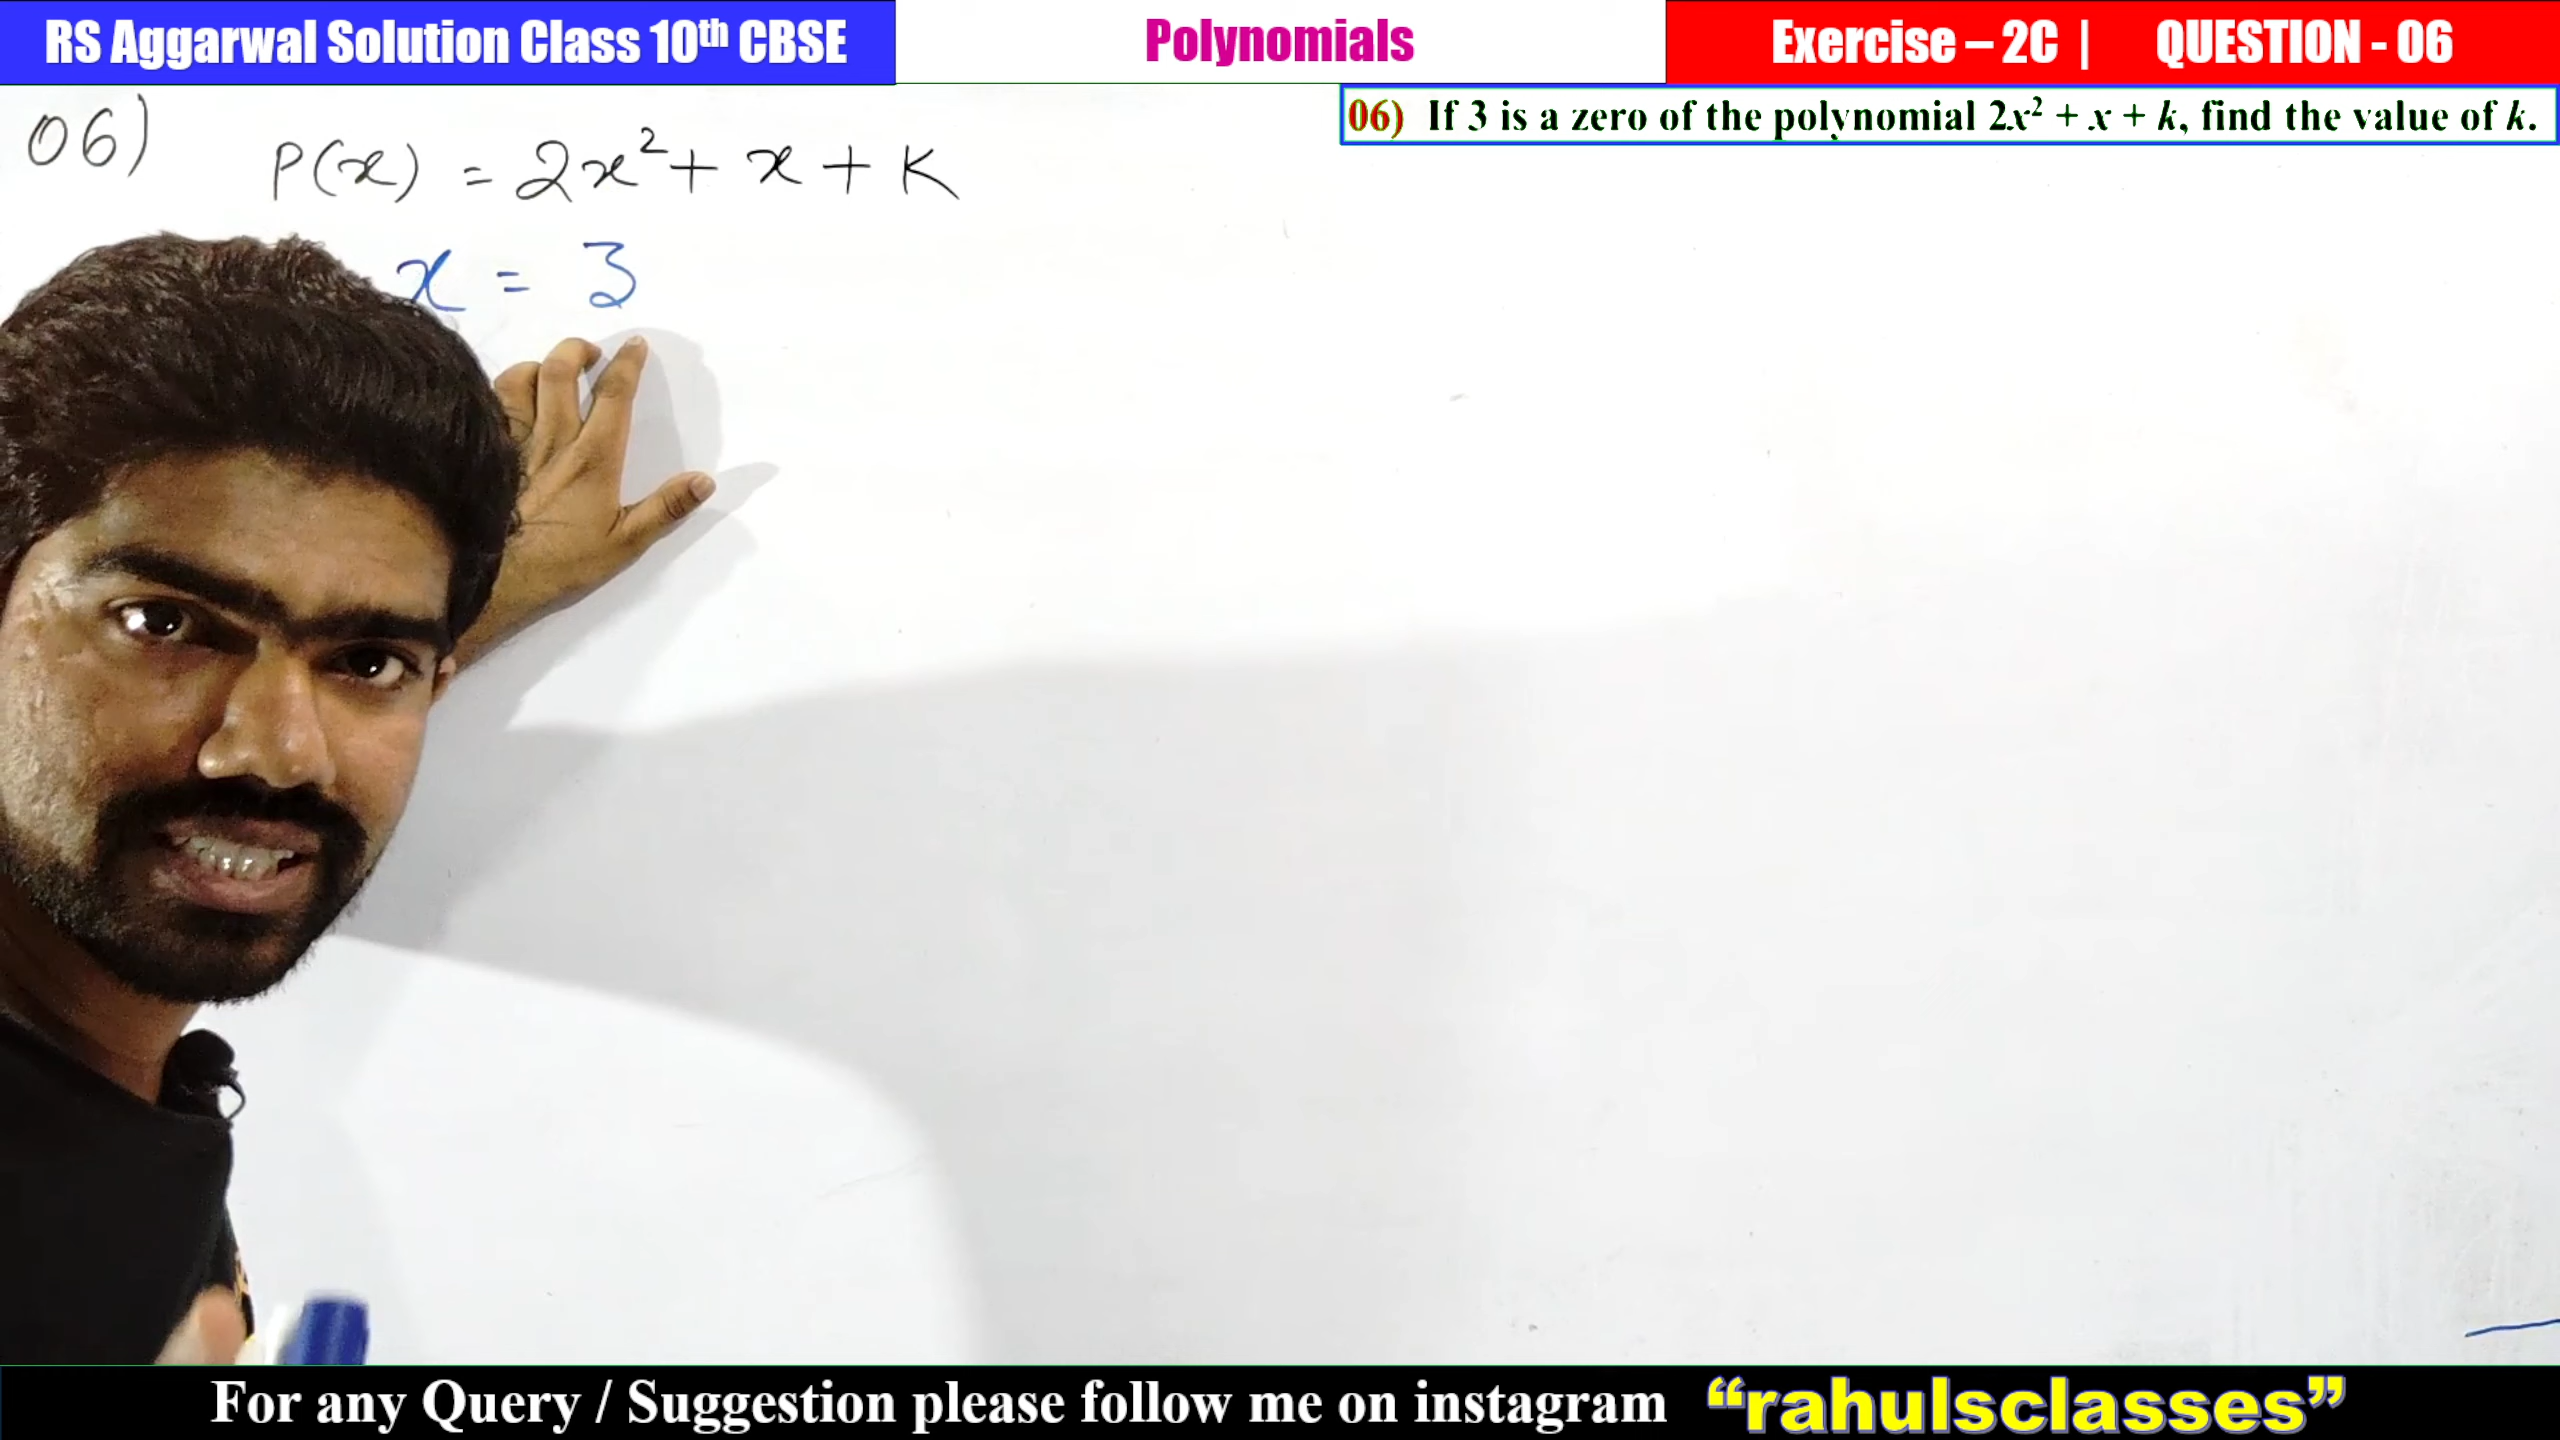 RS Aggarwal Solution Class 10th CBSE
Polynomials
Exercise – 2C | QUESTION - 06
06) If 3 is a zero of the polynomial 2x² + x + k, find the value of k.
06) P(x) = 2x² + x + K
x = 3
For any Query / Suggestion please follow me on instagram “rahulsclasses”